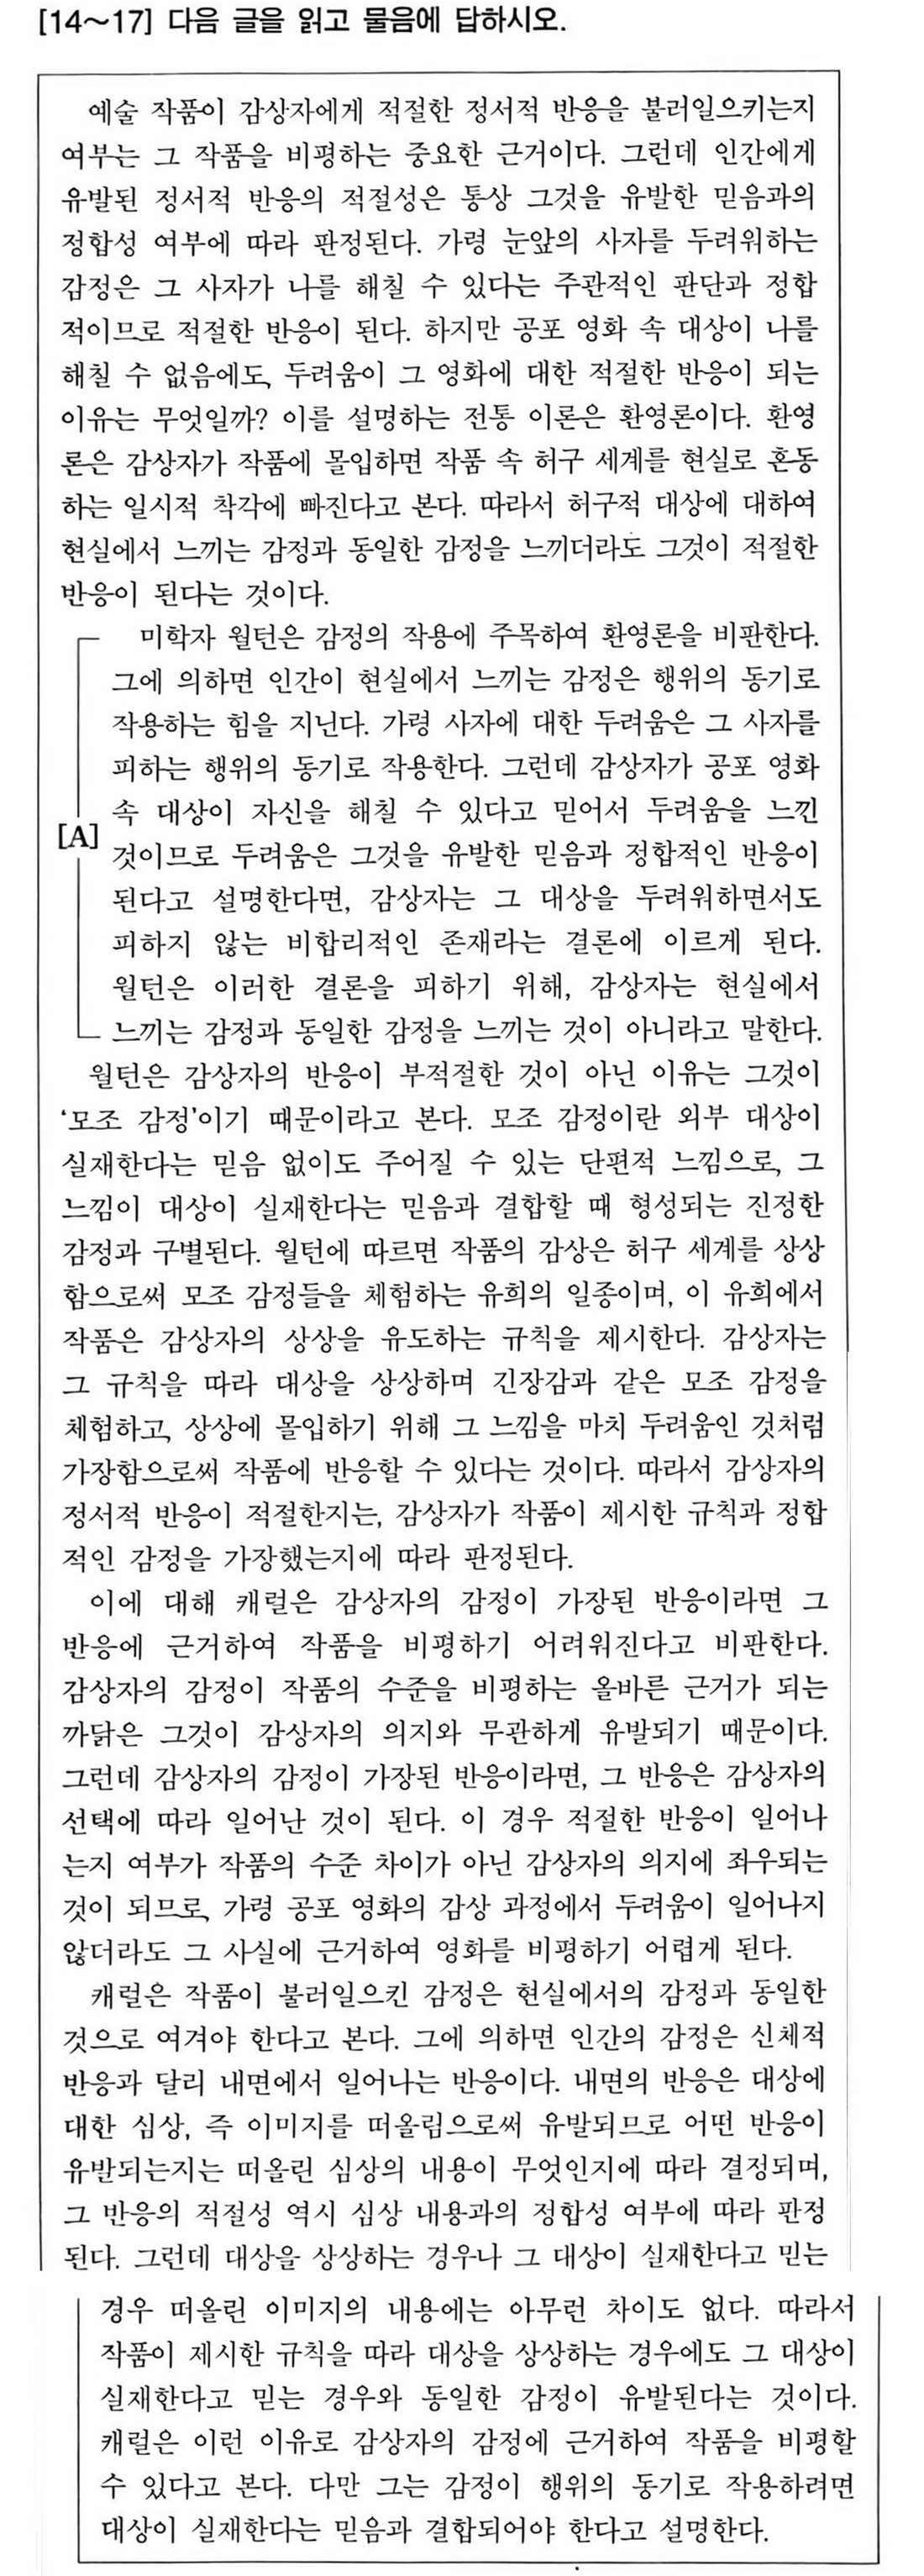 [14~17] 다음 글을 읽고 물음에 답하시오.
예술 작품이 감상자에게 적절한 정서적 반응을 불러일으키는지
여부는 그 작품을 비평하는 중요한 근거이다. 그런데 인간에게
유발된 정서적 반응의 적절성은 통상 그것을 유발한 믿음과의
정합성 여부에 따라 판정된다. 가령 눈앞의 사자를 두려워하는
감정은 그 사자가 나를 해칠 수 있다는 주관적인 판단과 정합
적이므로 적절한 반응이 된다. 하지만 공포 영화 속 대상이 나를
해칠 수 없음에도, 두려움이 그 영화에 대한 적절한 반응이 되는
이유는 무엇일까? 이를 설명하는 전통 이론은 환영론이다. 환영
론은 감상자가 작품에 몰입하면 작품 속 허구 세계를 현실로 혼동
하는 일시적 착각에 빠진다고 본다. 따라서 허구적 대상에 대하여
현실에서 느끼는 감정과 동일한 감정을 느끼더라도 그것이 적절한
반응이 된다는 것이다.
미학자 월턴은 감정의 작용에 주목하여 환영론을 비판한다.
그에 의하면 인간이 현실에서 느끼는 감정은 행위의 동기로
작용하는 힘을 지닌다. 가령 사자에 대한 두려움은 그 사자를
피하는 행위의 동기로 작용한다. 그런데 감상자가 공포 영화
속 대상이 자신을 해칠 수 있다고 믿어서 두려움을 느낀
[A]
것이므로 두려움은 그것을 유발한 믿음과 정합적인 반응이
된다고 설명한다면, 감상자는 그 대상을 두려워하면서도
피하지 않는 비합리적인 존재라는 결론에 이르게 된다.
월턴은 이러한 결론을 피하기 위해, 감상자는 현실에서
느끼는 감정과 동일한 감정을 느끼는 것이 아니라고 말한다.
월턴은 감상자의 반응이 부적절한 것이 아닌 이유는 그것이
‘모조 감정’이기 때문이라고 본다. 모조 감정이란 외부 대상이
실재한다는 믿음 없이도 주어질 수 있는 단편적 느낌으로, 그
느낌이 대상이 실재한다는 믿음과 결합할 때 형성되는 진정한
감정과 구별된다. 월턴에 따르면 작품의 감상은 허구 세계를 상상
함으로써 모조 감정들을 체험하는 유희의 일종이며, 이 유희에서
작품은 감상자의 상상을 유도하는 규칙을 제시한다. 감상자는
그 규칙을 따라 대상을 상상하며 긴장감과 같은 모조 감정을
체험하고, 상상에 몰입하기 위해 그 느낌을 마치 두려움인 것처럼
가장함으로써 작품에 반응할 수 있다는 것이다. 따라서 감상자의
정서적 반응이 적절한지는, 감상자가 작품이 제시한 규칙과 정합
적인 감정을 가장했는지에 따라 판정된다.
이에 대해 캐럴은 감상자의 감정이 가장된 반응이라면 그
반응에 근거하여 작품을 비평하기 어려워진다고 비판한다.
감상자의 감정이 작품의 수준을 비평하는 올바른 근거가 되는
까닭은 그것이 감상자의 의지와 무관하게 유발되기 때문이다.
그런데 감상자의 감정이 가장된 반응이라면, 그 반응은 감상자의
선택에 따라 일어난 것이 된다. 이 경우 적절한 반응이 일어나
는지 여부가 작품의 수준 차이가 아닌 감상자의 의지에 좌우되는
것이 되므로, 가령 공포 영화의 감상 과정에서 두려움이 일어나지
않더라도 그 사실에 근거하여 영화를 비평하기 어렵게 된다.
캐럴은 작품이 불러일으킨 감정은 현실에서의 감정과 동일한
것으로 여겨야 한다고 본다. 그에 의하면 인간의 감정은 신체적
반응과 달리 내면에서 일어나는 반응이다. 내면의 반응은 대상에
대한 심상, 즉 이미지를 떠올림으로써 유발되므로 어떤 반응이
유발되는지는 떠올린 심상의 내용이 무엇인지에 따라 결정되며,
그 반응의 적절성 역시 심상 내용과의 정합성 여부에 따라 판정
된다. 그런데 대상을 상상하는 경우나 그 대상이 실재한다고 믿는
경우 떠올린 이미지의 내용에는 아무런 차이도 없다. 따라서
작품이 제시한 규칙을 따라 대상을 상상하는 경우에도 그 대상이
실재한다고 믿는 경우와 동일한 감정이 유발된다는 것이다.
캐럴은 이런 이유로 감상자의 감정에 근거하여 작품을 비평할
수 있다고 본다. 다만 그는 감정이 행위의 동기로 작용하려면
대상이 실재한다는 믿음과 결합되어야 한다고 설명한다.